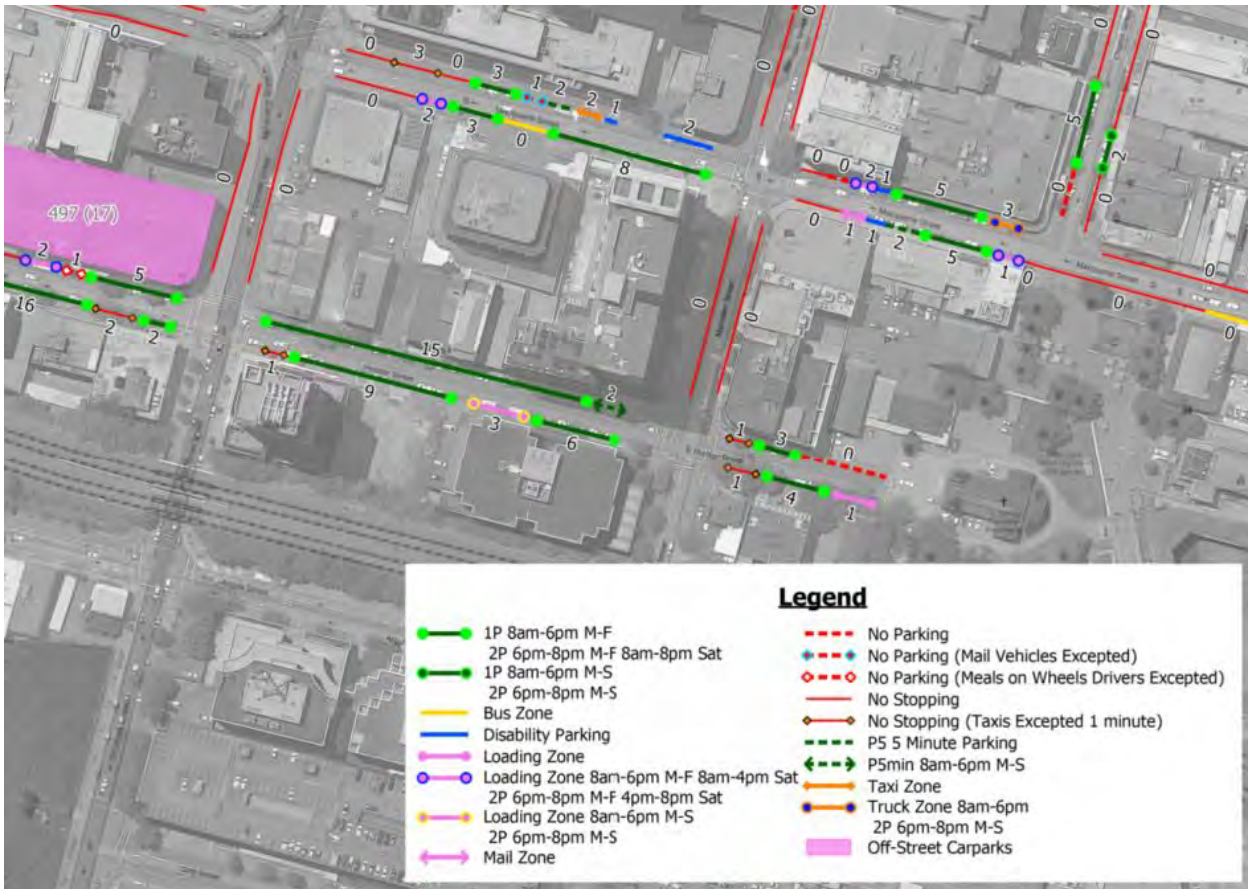 0
0
0
3
0
3
1
2
2
1
2
0
2
3
0
8
0
0
0
0
0
5
2
0
0
0
0
2
1
5
3
0
1
1
2
5
1
0
0
0
Macquarie Street
497 (17)
2
1
5
16
2
2
0
0
15
2
1
9
3
6
1
3
0
1
4
1
Legend
1P 8am-6pm M-F
2P 6pm-8pm M-F 8am-8pm Sat
1P 8am-6pm M-S
2P 6pm-8pm M-S
Bus Zone
Disability Parking
Loading Zone
Loading Zone 8am-6pm M-F 8am-4pm Sat
2P 6pm-8pm M-F 4pm-8pm Sat
Loading Zone 8am-6pm M-S
2P 6pm-8pm M-S
Mail Zone
No Parking
No Parking (Mail Vehicles Excepted)
No Parking (Meals on Wheels Drivers Excepted)
No Stopping
No Stopping (Taxis Excepted 1 minute)
P5 5 Minute Parking
P5min 8am-6pm M-S
Taxi Zone
Truck Zone 8am-6pm
2P 6pm-8pm M-S
Off-Street Carparks